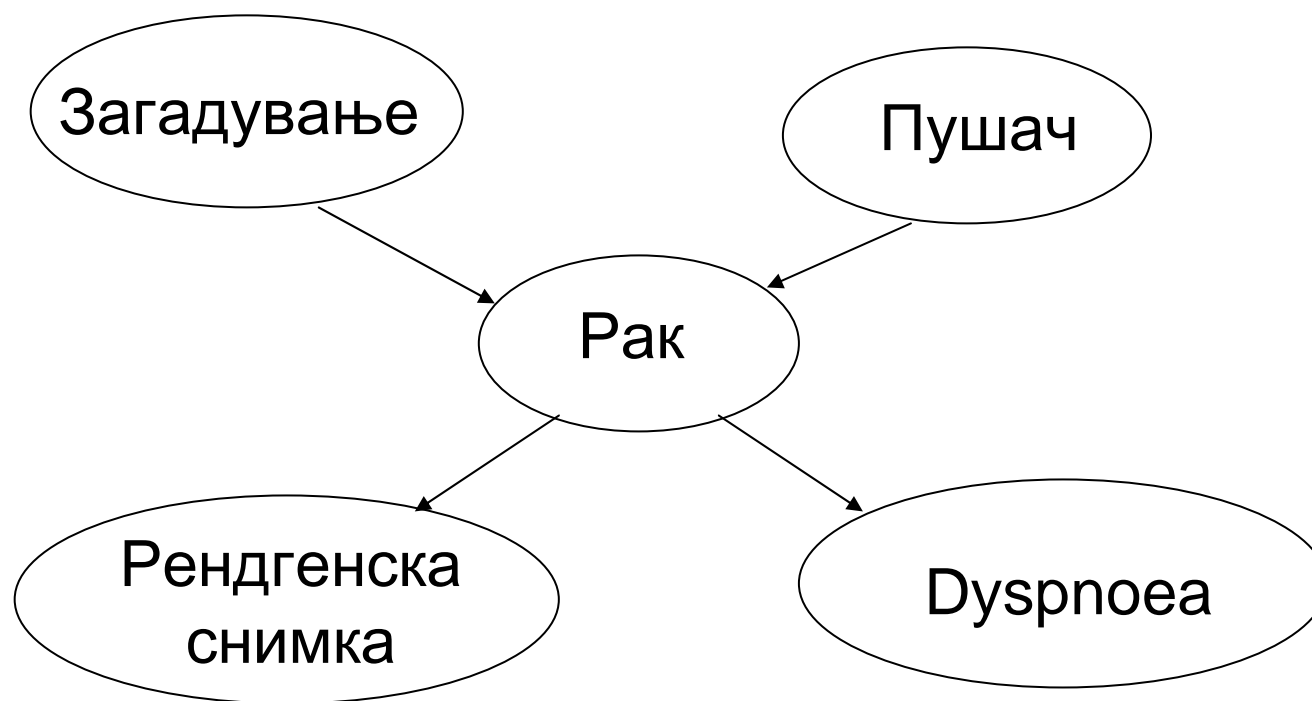 Загадување
Пушач
Рак
Рендгенска
снимка
Dyspnoea